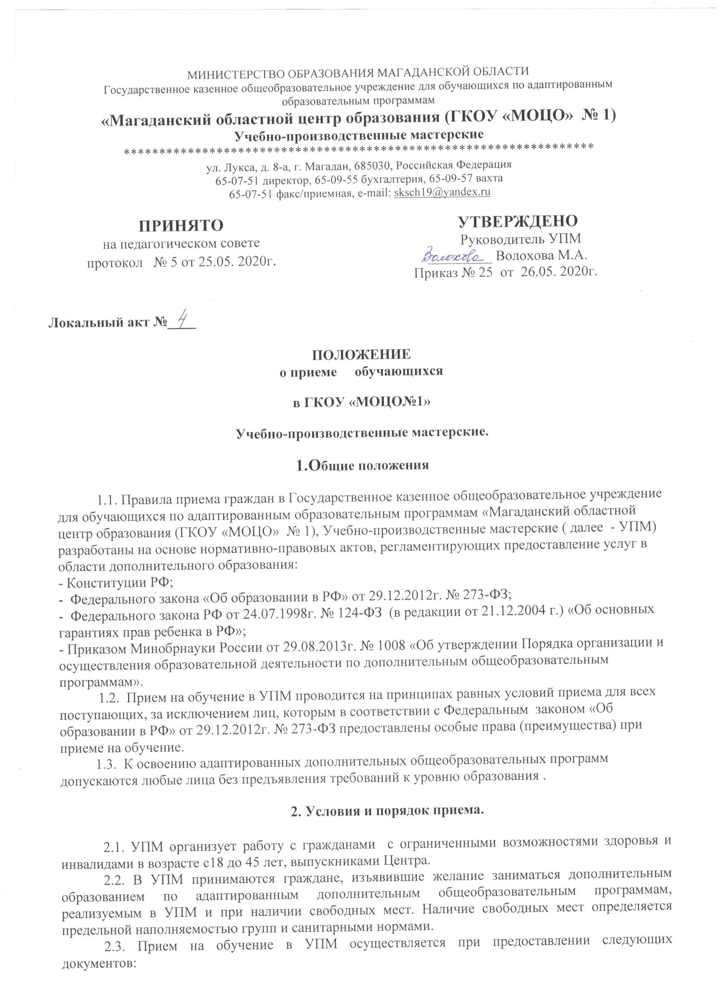 МИНИСТЕРСТВО ОБРАЗОВАНИЯ МАГАДАНСКОЙ ОБЛАСТИ
Государственное казенное общеобразовательное учреждение для обучающихся по адаптированным
образовательным программам
«Магаданский областной центр образования (ГКОУ «МОЦО»  № 1)
Учебно-производственные мастерские
******************************************************************
ул. Лукса, д. 8-а, г. Магадан, 685030, Российская Федерация
65-07-51 директор, 65-09-55 бухгалтерия, 65-09-57 вахта
65-07-51 факс/приемная, e-mail: sksch19@yandex.ru
ПРИНЯТО
на педагогическом совете
протокол   № 5 от 25.05. 2020г.
УТВЕРЖДЕНО
Руководитель УПМ
Волохова Волохова М.А.
Приказ № 25  от  26.05. 2020г.
Локальный акт № 4
ПОЛОЖЕНИЕ
о приеме    обучающихся
в ГКОУ «МОЦО№1»
Учебно-производственные мастерские.
1.Общие положения
1.1. Правила приема граждан в Государственное казенное общеобразовательное учреждение
для обучающихся по адаптированным образовательным программам «Магаданский областной
центр образования (ГКОУ «МОЦО»  № 1), Учебно-производственные мастерские ( далее  - УПМ)
разработаны на основе нормативно-правовых актов, регламентирующих предоставление услуг в
области дополнительного образования:
- Конституции РФ;
-  Федерального закона «Об образовании в РФ» от 29.12.2012г. № 273-ФЗ;
-  Федерального закона РФ от 24.07.1998г. № 124-ФЗ  (в редакции от 21.12.2004 г.) «Об основных
гарантиях прав ребенка в РФ»;
- Приказом Минобрнауки России от 29.08.2013г. № 1008 «Об утверждении Порядка организации и
осуществления образовательной деятельности по дополнительным общеобразовательным
программам».
1.2.  Прием на обучение в УПМ проводится на принципах равных условий приема для всех
поступающих, за исключением лиц, которым в соответствии с Федеральным  законом «Об
образовании в РФ» от 29.12.2012г. № 273-ФЗ предоставлены особые права (преимущества) при
приеме на обучение.
1.3.  К освоению адаптированных дополнительных общеобразовательных программ
допускаются любые лица без предъявления требований к уровню образования .
2. Условия и порядок приема.
2.1. УПМ организует работу с гражданами  с ограниченными возможностями здоровья и
инвалидами в возрасте с18 до 45 лет, выпускниками Центра.
2.2. В УПМ принимаются граждане, изъявившие желание заниматься дополнительным
образованием по адаптированным дополнительным общеобразовательным программам,
реализуемым в УПМ и при наличии свободных мест. Наличие свободных мест определяется
предельной наполняемостью групп и санитарными нормами.
2.3. Прием на обучение в УПМ осуществляется при предоставлении следующих
документов: